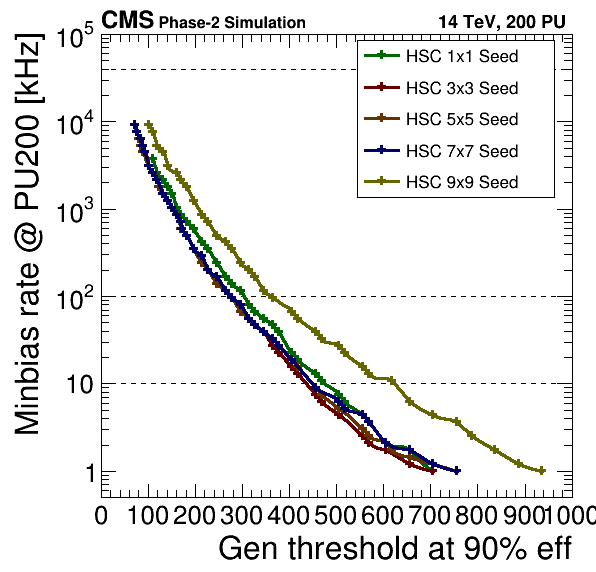 CMS Phase-2 Simulation 14 TeV, 200 PU
Minbias rate @ PU200 [kHz]
10^5
10^4
10^3
10^2
10
1
HSC 1x1 Seed
HSC 3x3 Seed
HSC 5x5 Seed
HSC 7x7 Seed
HSC 9x9 Seed
0 100 200 300 400 500 600 700 800 900 1000
Gen threshold at 90% eff